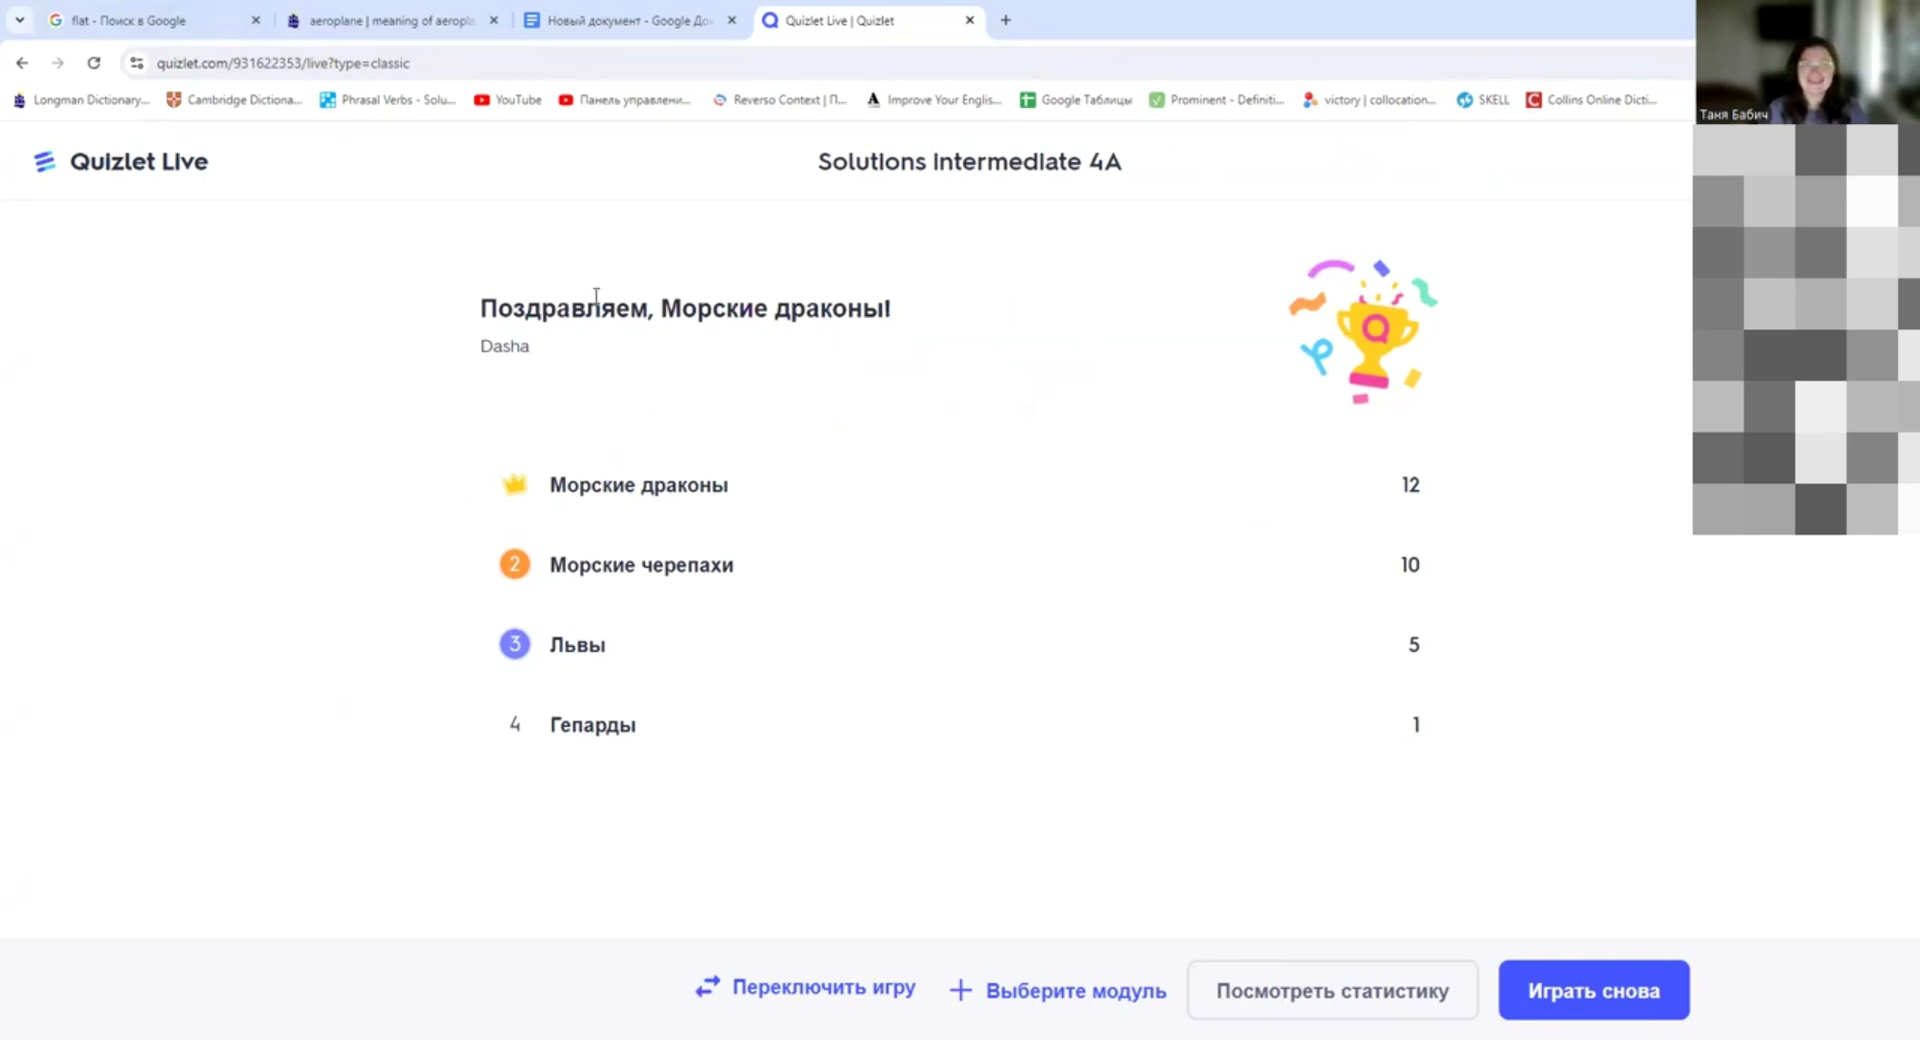 flat - Поиск в Google
aeroplane | meaning of aeropla
Новый документ - Google До
Quizlet Live | Quizlet
quizlet.com/931622353/live?type=classic
Longman Dictionary...
Cambridge Dictiona...
Phrasal Verbs - Solu...
YouTube
Панель управлени...
Reverso Context | П...
Improve Your Englis...
Google Таблицы
Prominent - Definiti...
victory | collocation...
SKELL
Collins Online Dicti...
Таня Бабич
Quizlet Live
Solutions Intermediate 4A
Поздравляем, Морские драконы!
Dasha
Морские драконы 12
2 Морские черепахи 10
3 Львы 5
4 Гепарды 1
Переключить игру
Выберите модуль
Посмотреть статистику
Играть снова